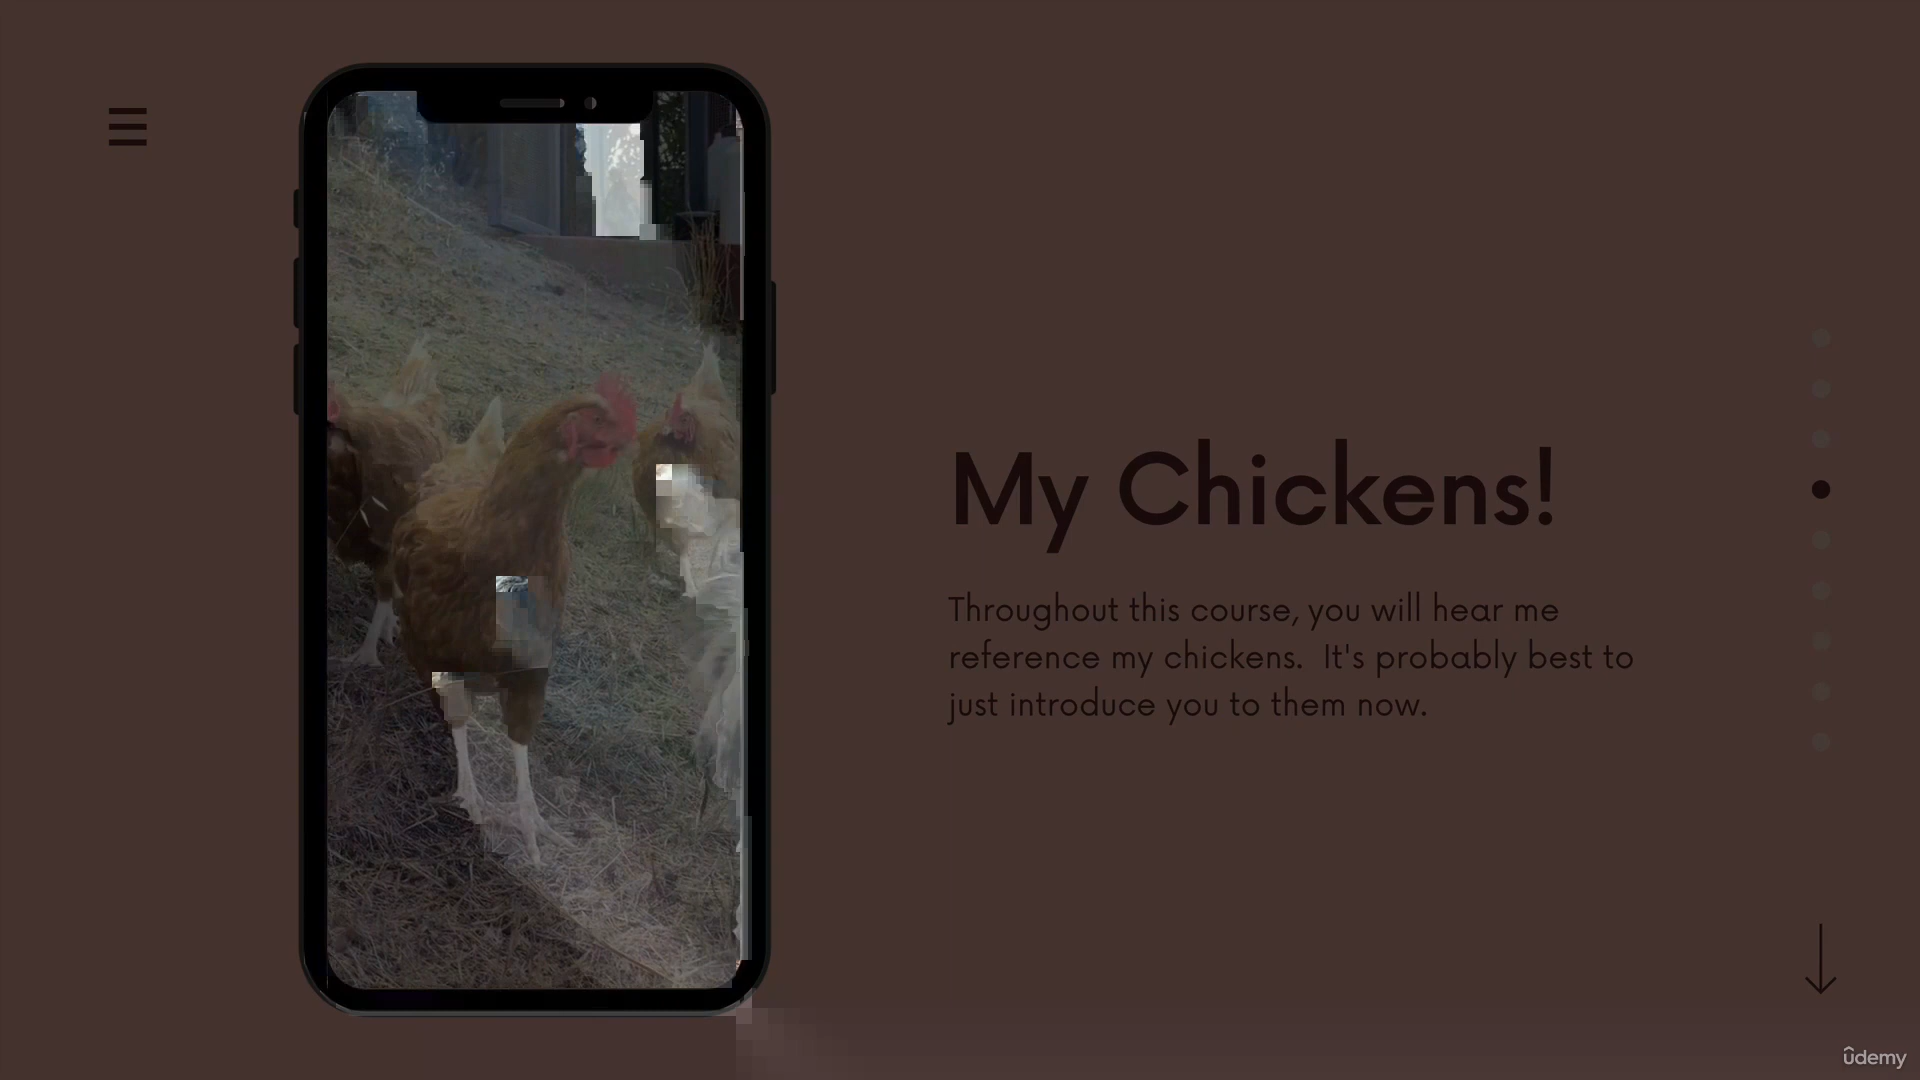 My Chickens!
Throughout this course, you will hear me
reference my chickens.  It's probably best to
just introduce you to them now.
ûdemy